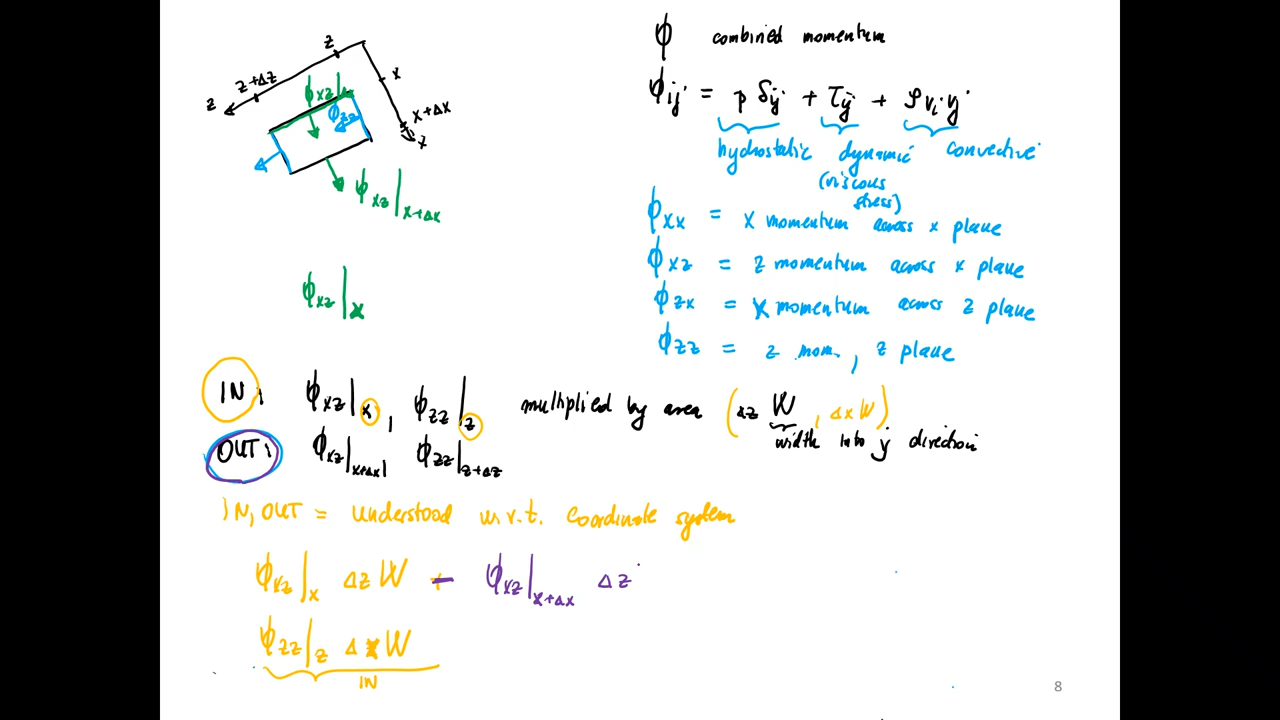 z
z+Δz
z
x
x+Δx
x
ϕxz|x
ϕzz
ϕxz|x+Δx
ϕxz|x
ϕ combined momentum
ϕij = p δij + τij + ρvivj
hydrostatic dynamic convective
(viscous
stress)
ϕxx = x momentum across x plane
ϕxz = z momentum across x plane
ϕzx = x momentum across z plane
ϕzz = z mom., z plane
IN: ϕxz|x, ϕzz|z multiplied by area (Δz W, Δx W)
width into y direction
OUT: ϕxz|x+Δx, ϕzz|z+Δz
IN, OUT = understood w.r.t. coordinate system
ϕxz|x Δz W - ϕxz|x+Δx Δz
ϕzz|z Δx W
IN
8